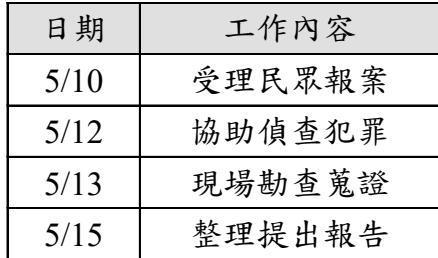 日期 工作內容
5/10 受理民眾報案
5/12 協助偵查犯罪
5/13 現場勘查蒐證
5/15 整理提出報告